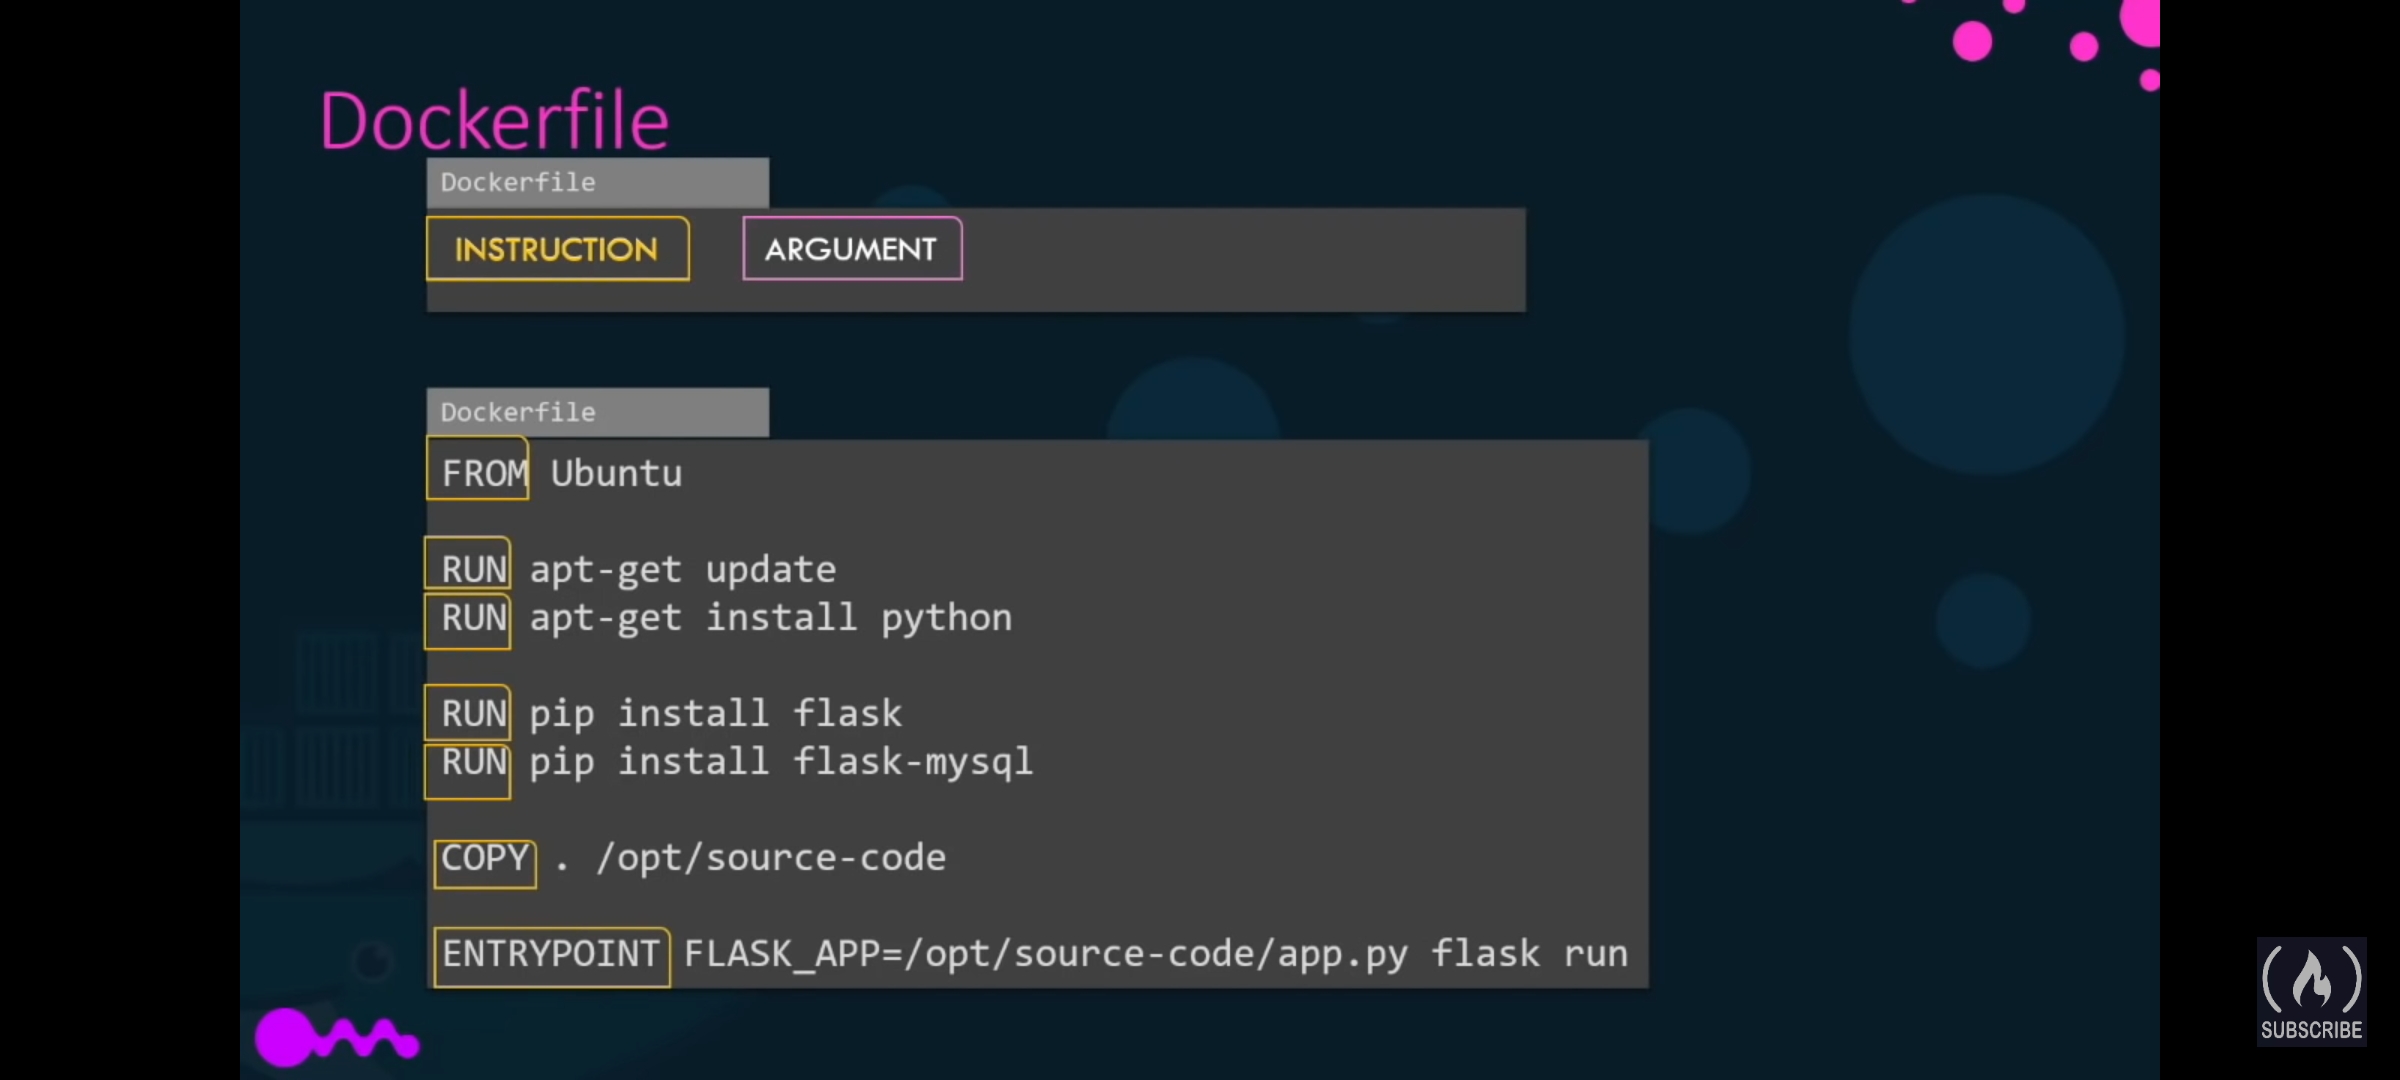 Dockerfile
Dockerfile
INSTRUCTION ARGUMENT
Dockerfile
FROM Ubuntu
RUN apt-get update
RUN apt-get install python
RUN pip install flask
RUN pip install flask-mysql
COPY . /opt/source-code
ENTRYPOINT FLASK_APP=/opt/source-code/app.py flask run
SUBSCRIBE